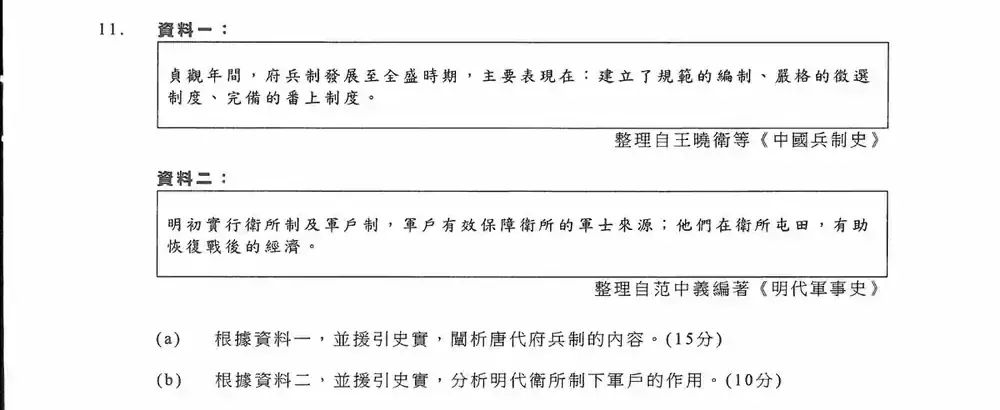 11. 資料一：
貞觀年間，府兵制發展至全盛時期，主要表現在：建立了規範的編制、嚴格的徵選
制度、完備的番上制度。
整理自王曉衛等《中國兵制史》
資料二：
明初實行衛所制及軍戶制，軍戶有效保障衛所的軍士來源；他們在衛所屯田，有助
恢復戰後的經濟。
整理自范中義編著《明代軍事史》
(a) 根據資料一，並援引史實，闡析唐代府兵制的內容。(15分)
(b) 根據資料二，並援引史實，分析明代衛所制下軍戶的作用。(10分)